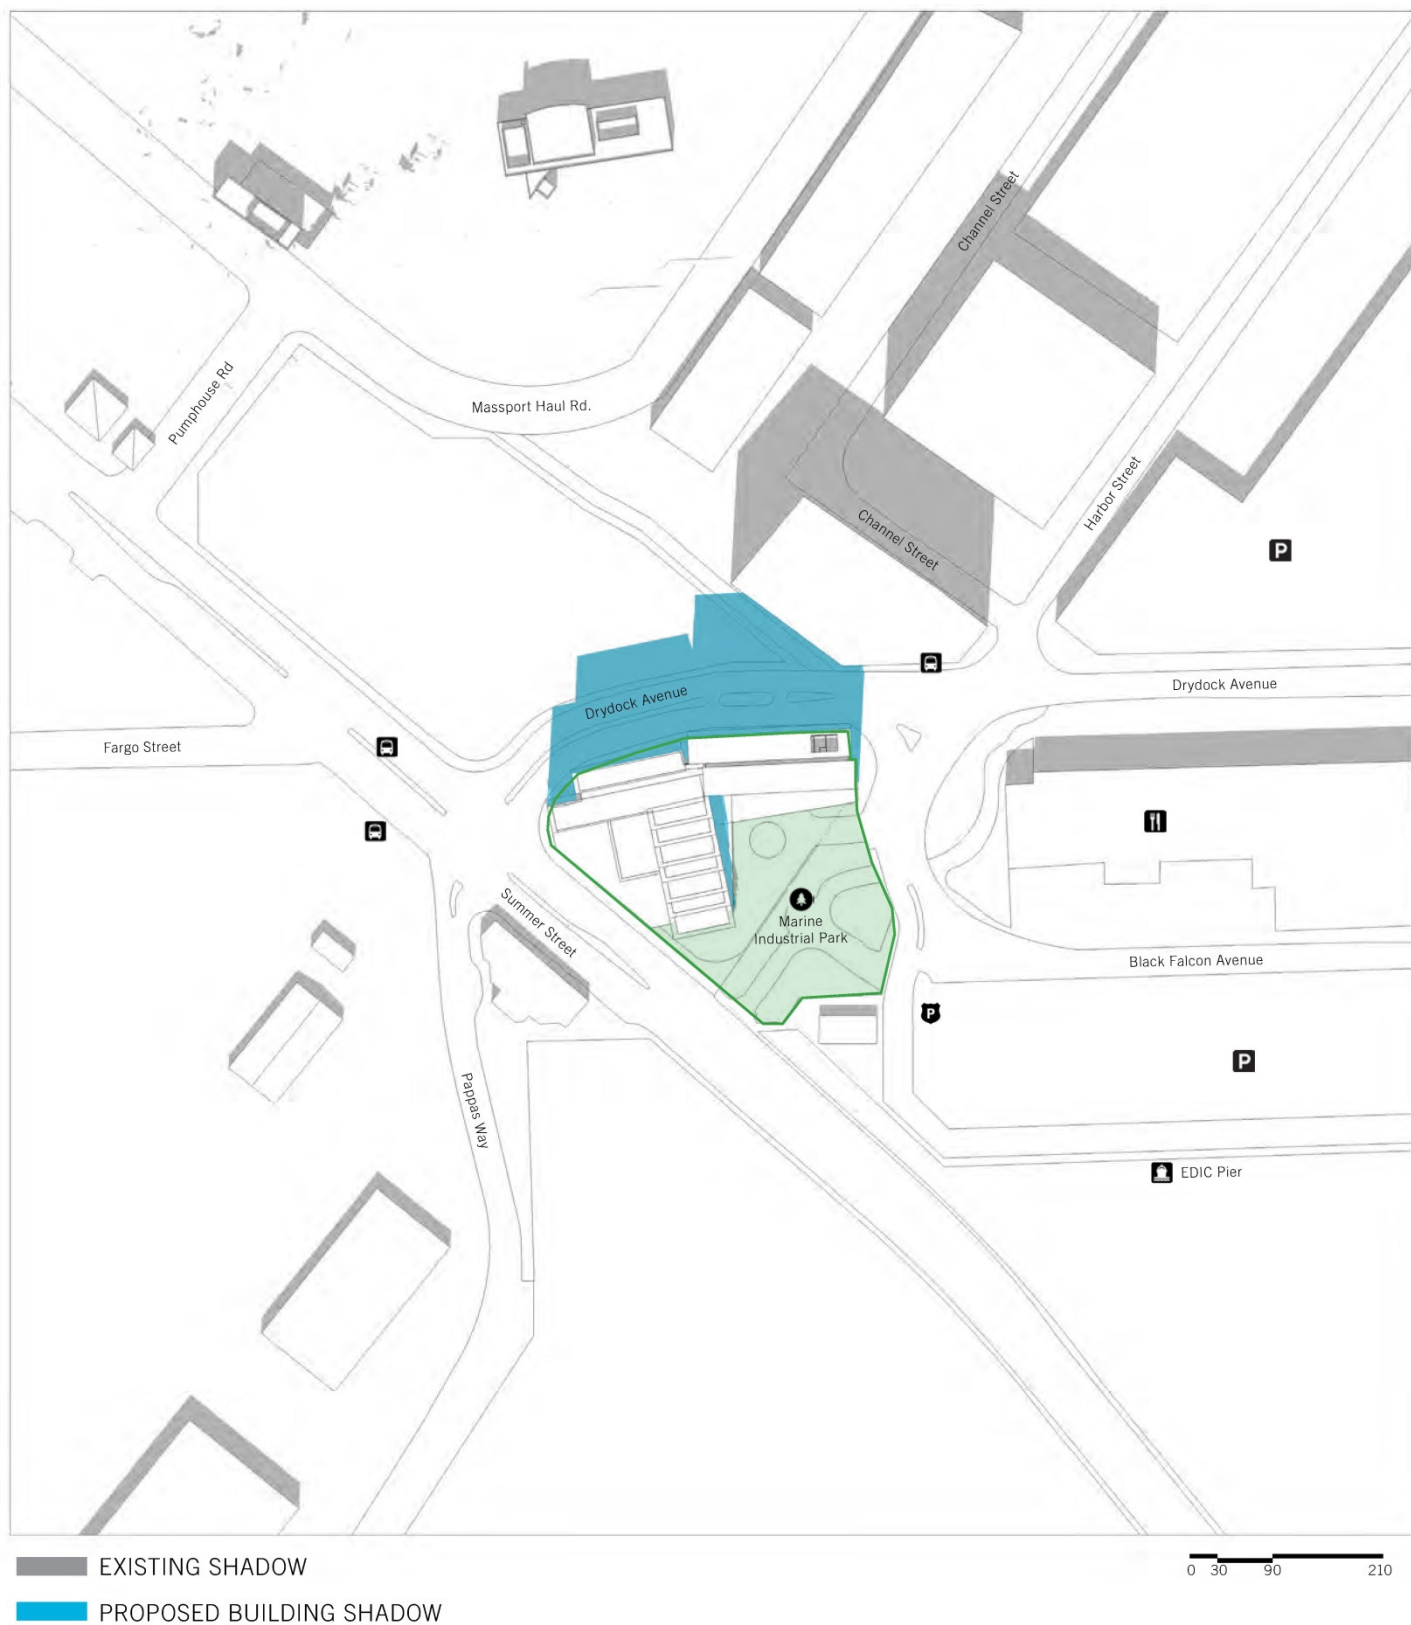 Channel Street
Pumphouse Rd
Massport Haul Rd.
Harbor Street
Channel Street
P
Drydock Avenue
Drydock Avenue
Fargo Street
Summer Street
Marine
Industrial Park
Black Falcon Avenue
P
P
Pappas Way
EDIC Pier
EXISTING SHADOW
0 30 90 210
PROPOSED BUILDING SHADOW